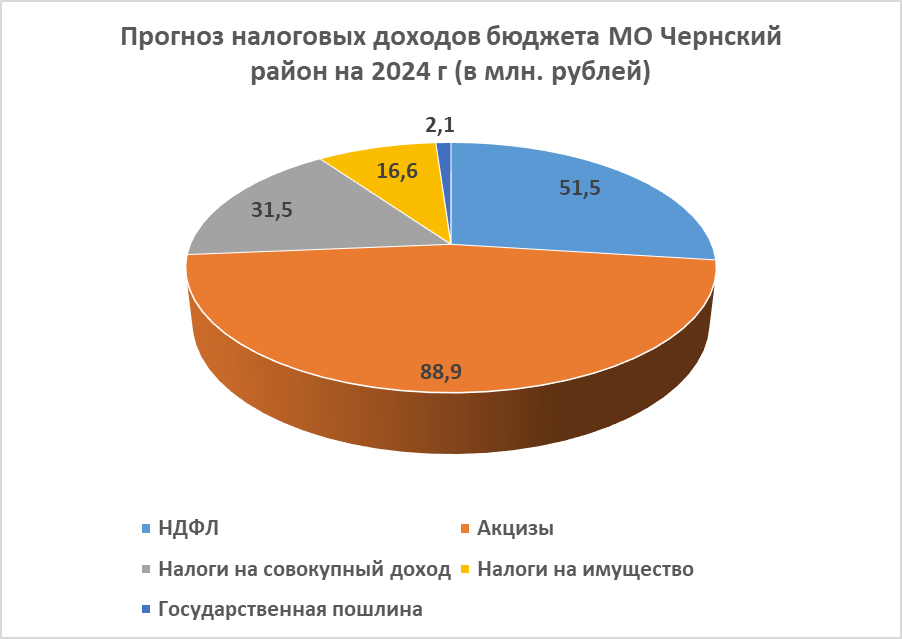 Прогноз налоговых доходов бюджета МО Чернский
район на 2024 г (в млн. рублей)
2,1
16,6
51,5
31,5
88,9
НДФЛ
Акцизы
Налоги на совокупный доход
Налоги на имущество
Государственная пошлина